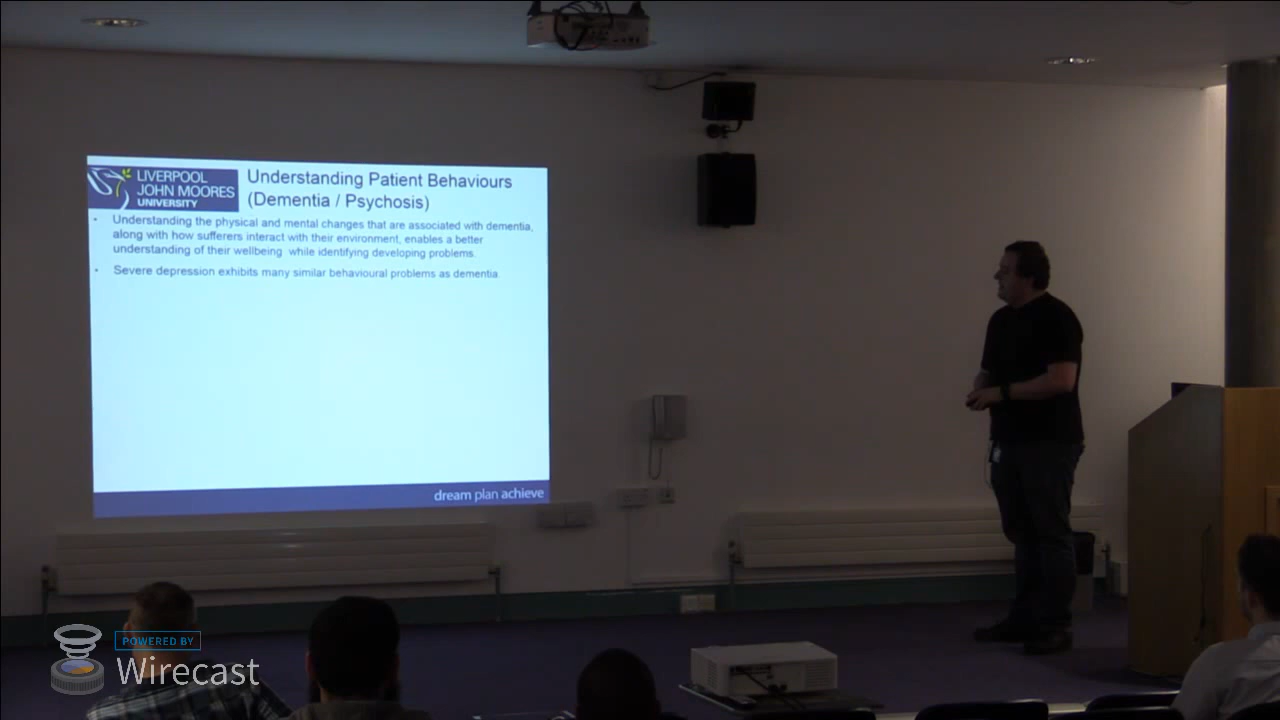 LIVERPOOL
JOHN MOORES
UNIVERSITY
Understanding Patient Behaviours
(Dementia / Psychosis)
• Understanding the physical and mental changes that are associated with dementia,
along with how sufferers interact with their environment, enables a better
understanding of their wellbeing while identifying developing problems.
• Severe depression exhibits many similar behavioural problems as dementia.
dream plan achieve
POWERED BY
Wirecast